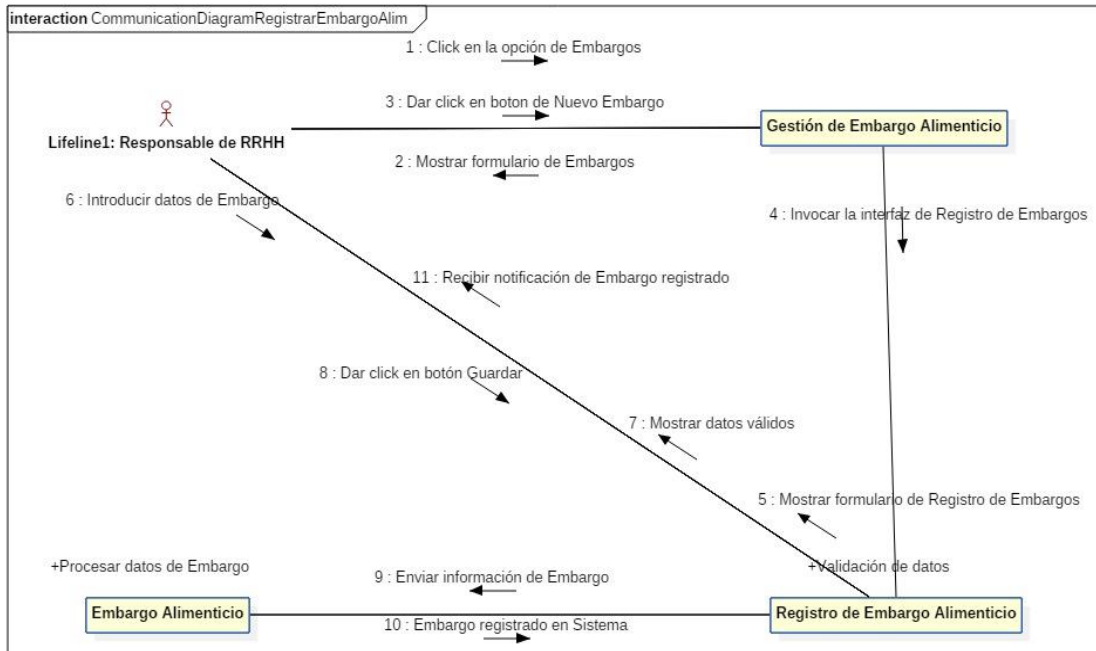 interaction CommunicationDiagramRegistrarEmbargoAlim
1 : Click en la opción de Embargos
3 : Dar click en boton de Nuevo Embargo
Lifeline1: Responsable de RRHH
Gestión de Embargo Alimenticio
2 : Mostrar formulario de Embargos
6 : Introducir datos de Embargo
4 : Invocar la interfaz de Registro de Embargos
11 : Recibir notificación de Embargo registrado
8 : Dar click en botón Guardar
7 : Mostrar datos válidos
5 : Mostrar formulario de Registro de Embargos
+Procesar datos de Embargo
+Validación de datos
9 : Enviar información de Embargo
Embargo Alimenticio
Registro de Embargo Alimenticio
10 : Embargo registrado en Sistema